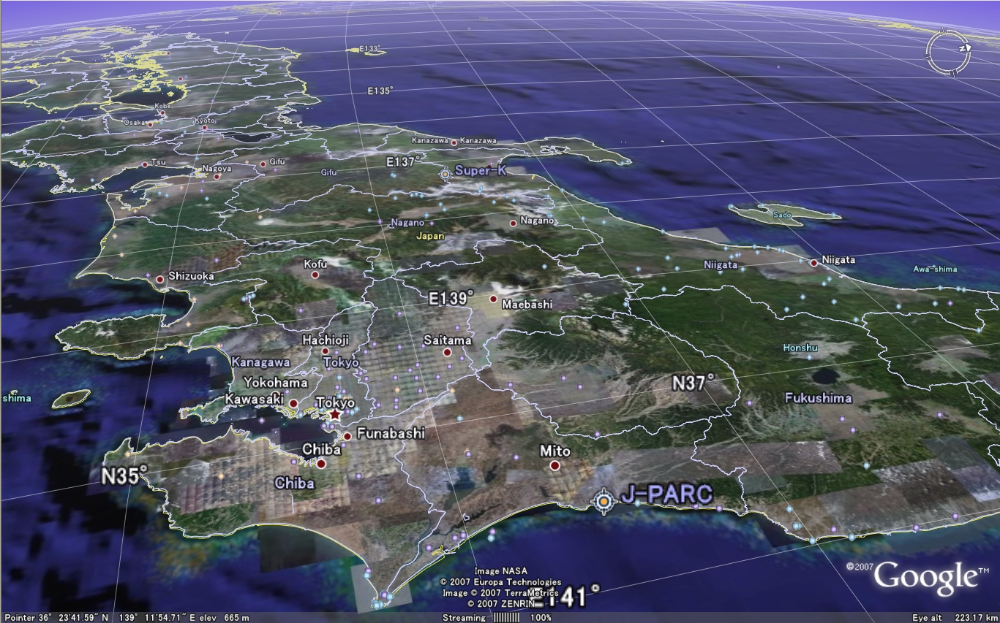 E133°
E135°
Kobe
Osaka
Kyoto
Kanazawa
Kanazawa
Tsu
Gifu
E137°
Nagoya
Gifu
Super-K
Sado
Nagano
Nagano
Japan
Niigata
Niigata
Kofu
Awa-shima
Shizuoka
E139°
Maebashi
Hachioji
Saitama
Honshu
Kanagawa
Tokyo
Yokohama
N37°
shima
Kawasaki
Tokyo
Fukushima
Funabashi
Chiba
Mito
N35°
Chiba
J-PARC
Image NASA
© 2007 Europa Technologies
Image © 2007 TerraMetrics
© 2007 ZENRIN
E141°
©2007 Google™
Pointer 36° 23'41.59" N 139° 11'54.71" E elev 665 m
Streaming |||||||||| 100%
Eye alt 223.17 km
N